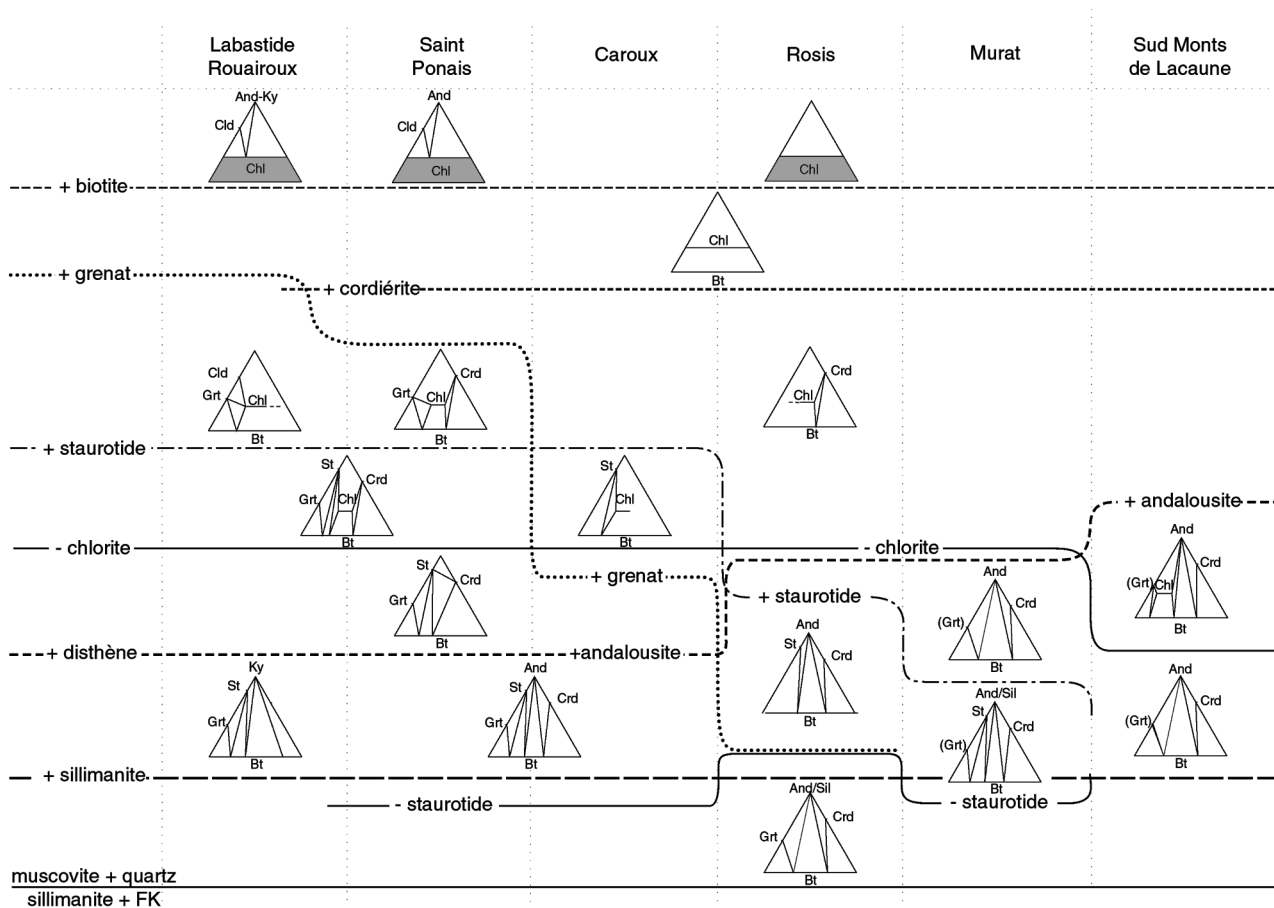 Labastide
Rouairoux
Saint
Ponais
Caroux
Rosis
Murat
Sud Monts
de Lacaune
And-Ky
Cld
Chl
And
Cld
Chl
Chl
+ biotite
Chl
Bt
+ grenat
+ cordiérite
Cld
Grt
Chl
Bt
Grt
Chl
Crd
Bt
Chl
Crd
Bt
+ staurotide
St
Grt
Chl
Crd
Bt
St
Chl
Bt
+ andalousite
- chlorite
- chlorite
And
(Grt)
Chl
Crd
Bt
St
Grt
Crd
Bt
+ grenat
+ staurotide
And
(Grt)
Crd
Bt
And
St
Crd
Bt
+ disthène
+andalousite
Ky
St
Grt
Bt
And
St
Grt
Crd
Bt
And/Sil
St
(Grt)
Crd
Bt
And
(Grt)
Crd
Bt
+ sillimanite
- staurotide
- staurotide
And/Sil
Grt
Crd
Bt
muscovite + quartz
sillimanite + FK